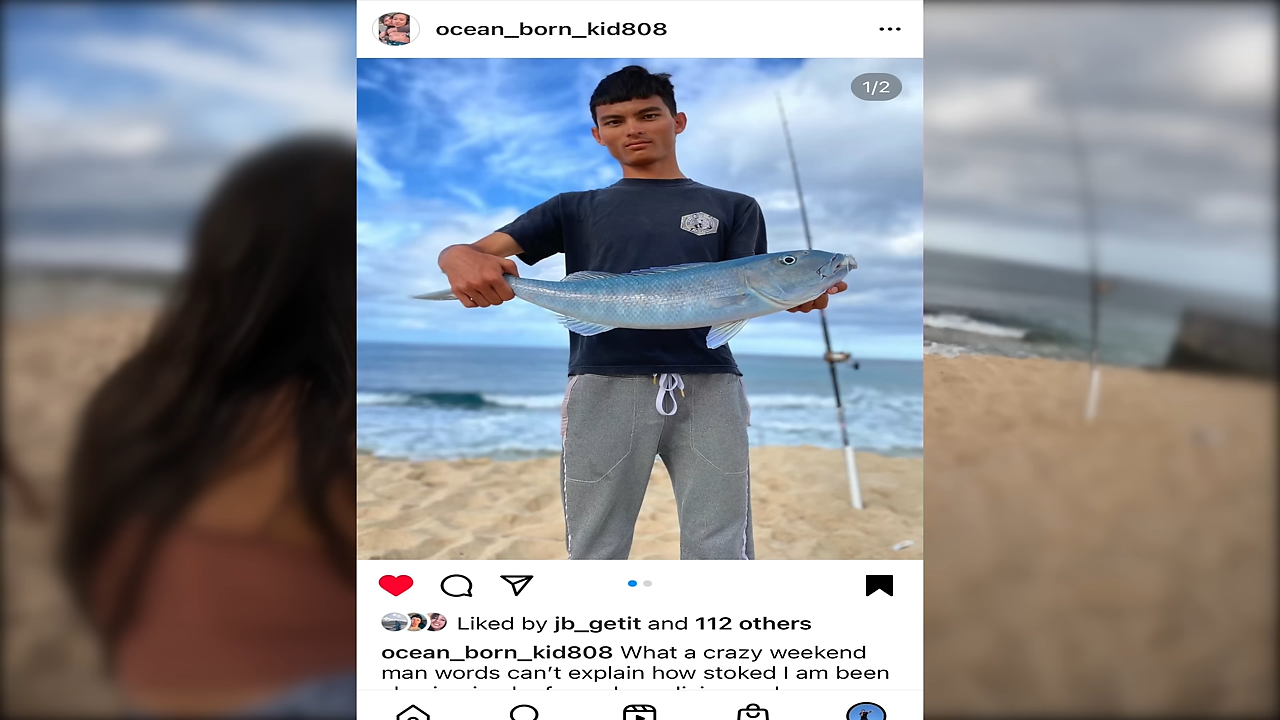 ocean_born_kid808
1/2
Liked by jb_getit and 112 others
ocean_born_kid808 What a crazy weekend
man words can't explain how stoked I am been